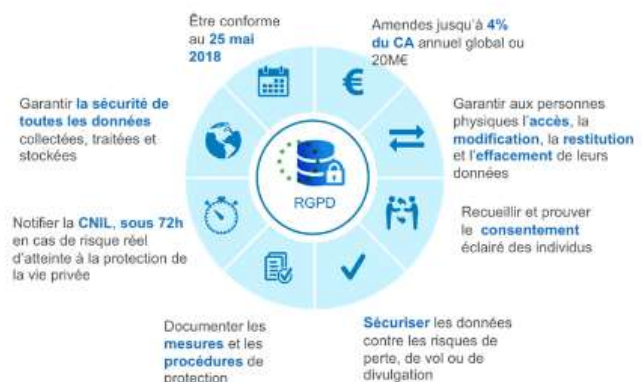 Être conforme
au 25 mai
2018
Amendes jusqu'à 4%
du CA annuel global ou
20M€
Garantir la sécurité de
toutes les données
collectées, traitées et
stockées
Garantir aux personnes
physiques l'accès, la
modification, la restitution
et l'effacement de leurs
données
RGPD
Notifier la CNIL, sous 72h
en cas de risque réel
d'atteinte à la protection de
la vie privée
Recueillir et prouver
le consentement
éclairé des individus
Documenter les
mesures et les
procédures de
protection
Sécuriser les données
contre les risques de
perte, de vol ou de
divulgation